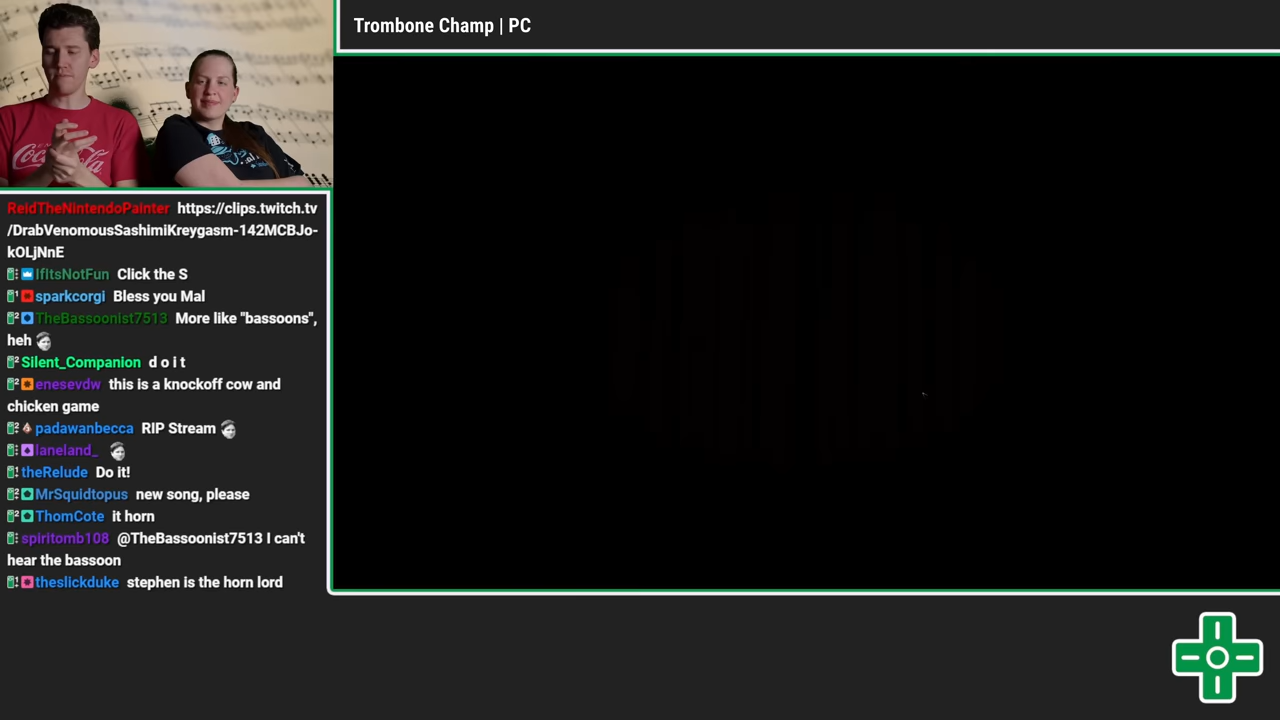 Trombone Champ | PC
ReidTheNintendoPainter https://clips.twitch.tv
/DrabVenomousSashimiKreygasm-142MCBJo-
kOLjNnE
IfItsNotFun Click the S
sparkcorgi Bless you Mal
TheBassoonist7513 More like "bassoons",
heh
Silent_Companion d o i t
enesevdw this is a knockoff cow and
chicken game
padawanbecca RIP Stream
laneland_
theRelude Do it!
MrSquidtopus new song, please
ThomCote it horn
spiritomb108 @TheBassoonist7513 I can't
hear the bassoon
theslickduke stephen is the horn lord
Coca-Cola